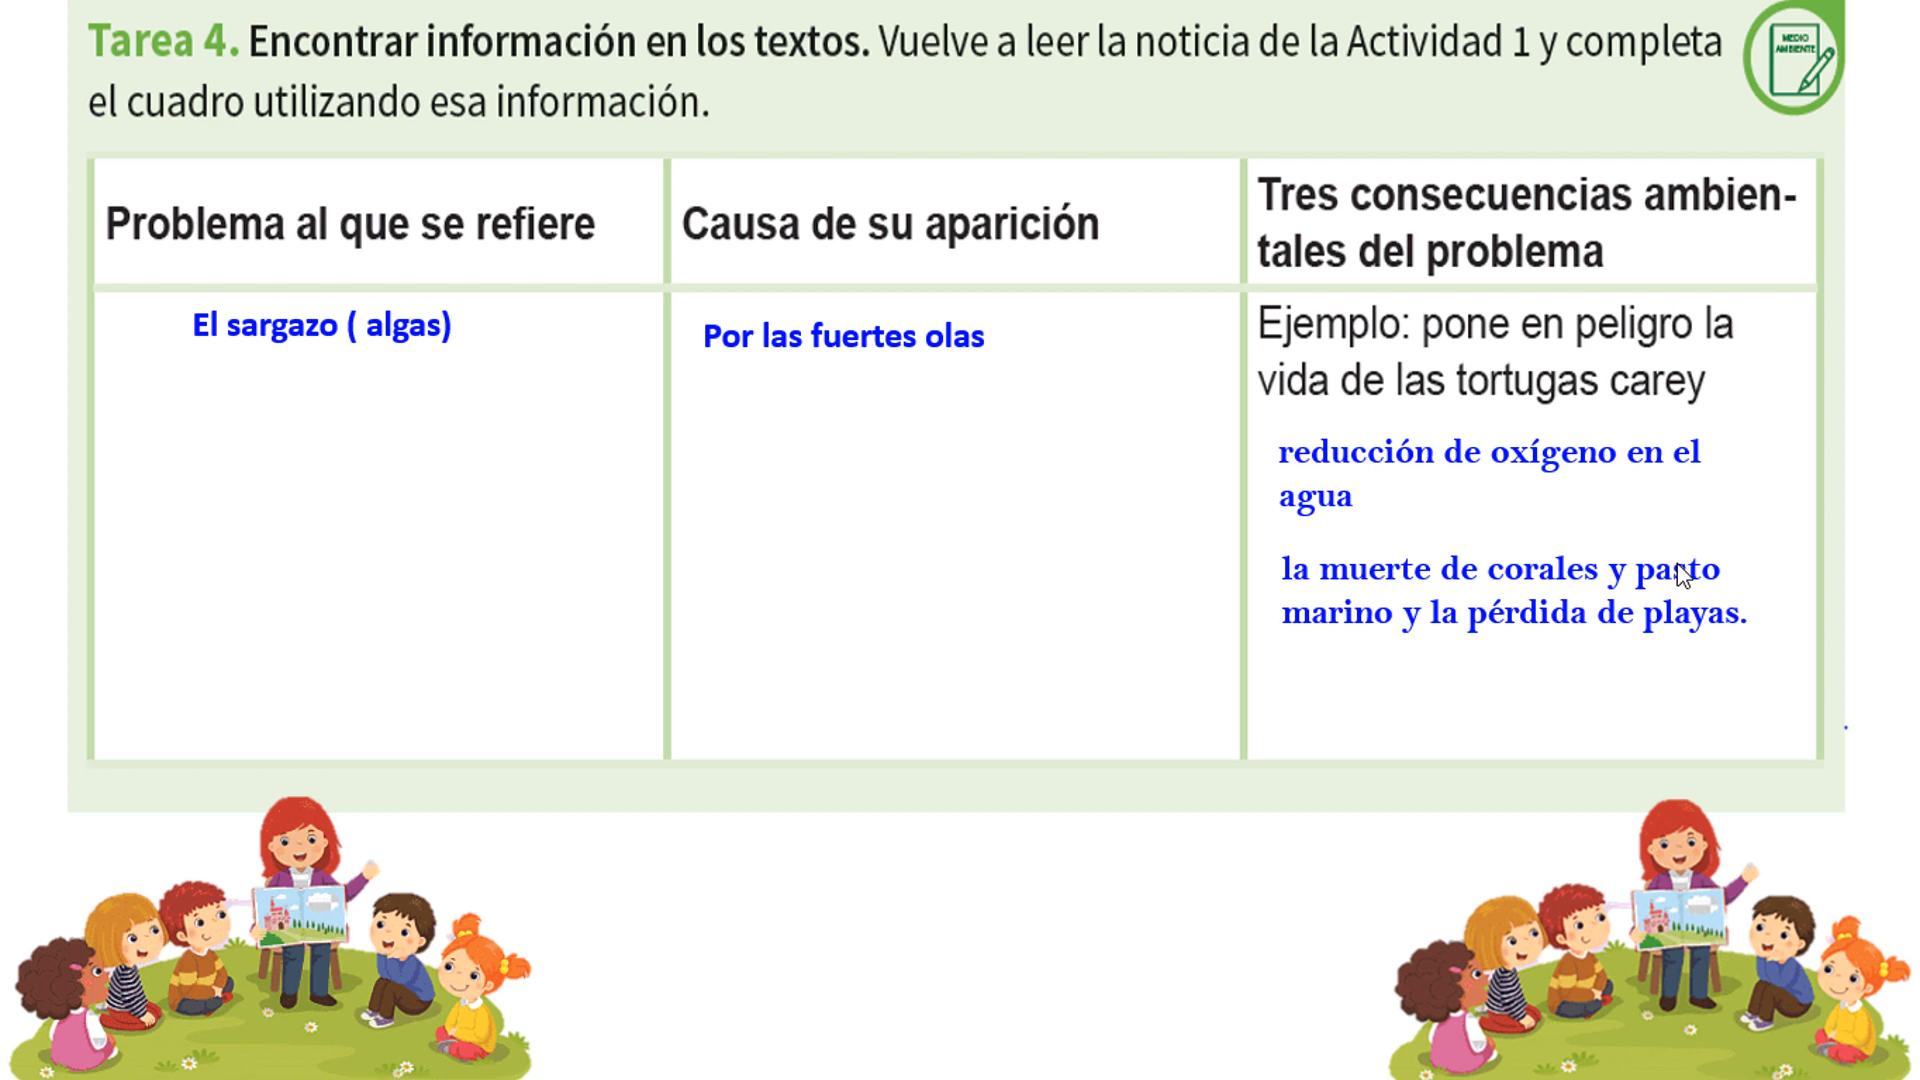 Tarea 4. Encontrar información en los textos. Vuelve a leer la noticia de la Actividad 1 y completa
el cuadro utilizando esa información.
MEDIO
AMBIENTE
Problema al que se refiere
Causa de su aparición
Tres consecuencias ambien-
tales del problema
El sargazo ( algas)
Por las fuertes olas
Ejemplo: pone en peligro la
vida de las tortugas carey
reducción de oxígeno en el
agua
la muerte de corales y pasto
marino y la pérdida de playas.